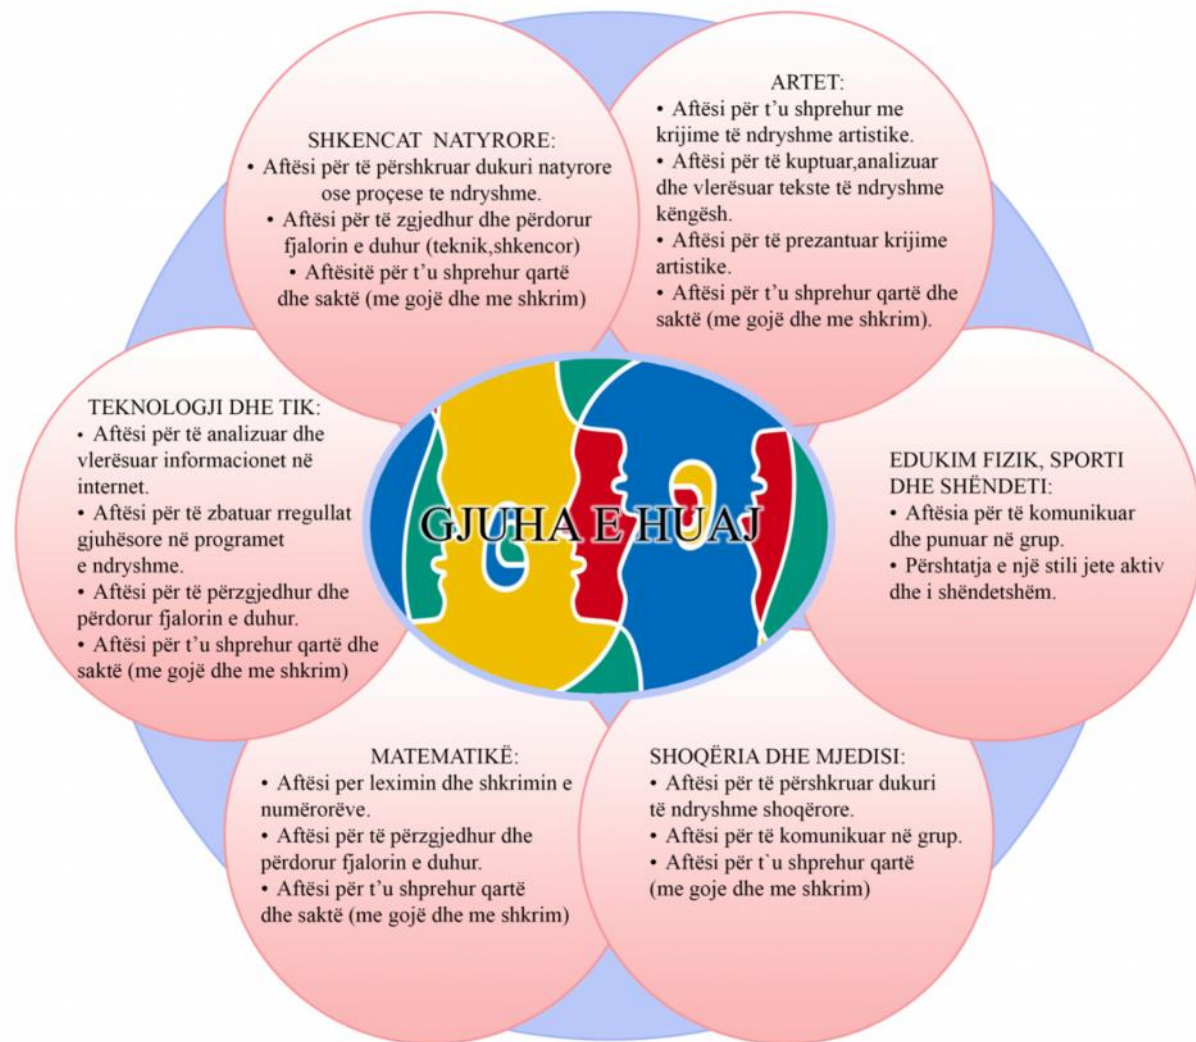 SHKENCAT NATYRORE:
• Aftësi për të përshkruar dukuri natyrore
ose proçese te ndryshme.
• Aftësi për të zgjedhur dhe përdorur
fjalorin e duhur (teknik,shkencor)
• Aftësitë për t’u shprehur qartë
dhe saktë (me gojë dhe me shkrim)
ARTET:
• Aftësi për t’u shprehur me
krijime të ndryshme artistike.
• Aftësi për të kuptuar,analizuar
dhe vlerësuar tekste të ndryshme
këngësh.
• Aftësi për të prezantuar krijime
artistike.
• Aftësi për t’u shprehur qartë dhe
saktë (me gojë dhe me shkrim).
TEKNOLOGJI DHE TIK:
• Aftësi për të analizuar dhe
vlerësuar informacionet në
internet.
• Aftësi për të zbatuar rregullat
gjuhësore në programet
e ndryshme.
• Aftësi për të përzgjedhur dhe
përdorur fjalorin e duhur.
• Aftësi për t’u shprehur qartë dhe
saktë (me gojë dhe me shkrim)
GJUHA E HUAJ
EDUKIM FIZIK, SPORTI
DHE SHËNDETI:
• Aftësia për të komunikuar
dhe punuar në grup.
• Përshtatja e një stili jete aktiv
dhe i shëndetshëm.
MATEMATIKË:
• Aftësi per leximin dhe shkrimin e
numërorëve.
• Aftësi për të përzgjedhur dhe
përdorur fjalorin e duhur.
• Aftësi për t’u shprehur qartë
dhe saktë (me gojë dhe me shkrim)
SHOQËRIA DHE MJEDISI:
• Aftësi për të përshkruar dukuri
të ndryshme shoqërore.
• Aftësi për të komunikuar në grup.
• Aftësi për t`u shprehur qartë
(me goje dhe me shkrim)